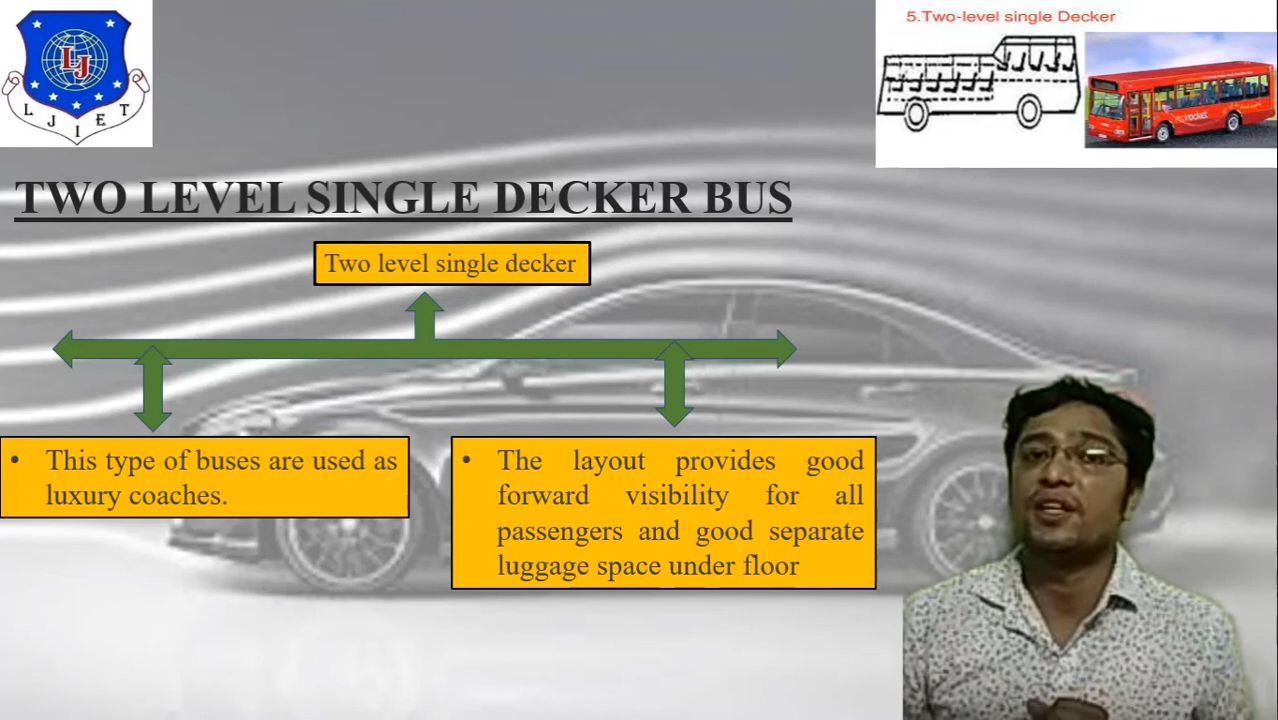 LJ
L J I E T
5.Two-level single Decker
TWO LEVEL SINGLE DECKER BUS
Two level single decker
• This type of buses are used as
luxury coaches.
• The layout provides good
forward visibility for all
passengers and good separate
luggage space under floor